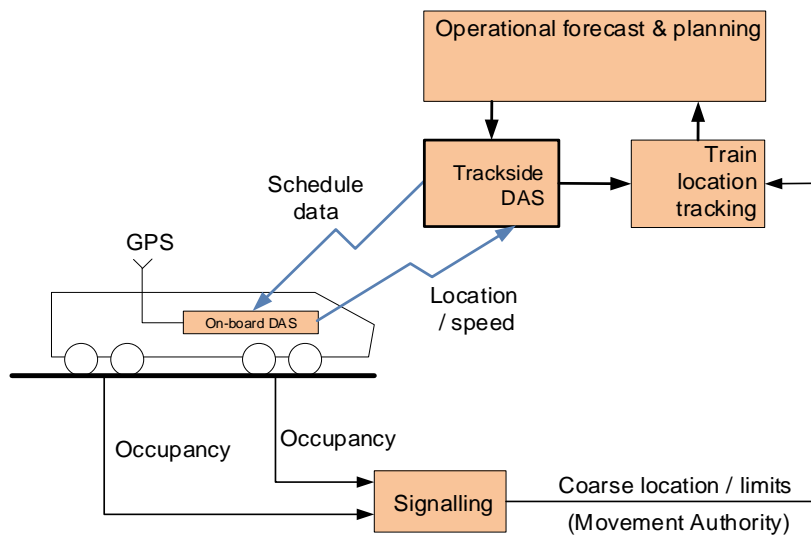 Operational forecast & planning
Trackside
DAS
Train
location
tracking
Schedule
data
GPS
Location
/ speed
On-board DAS
Occupancy
Occupancy
Signalling
Coarse location / limits
(Movement Authority)